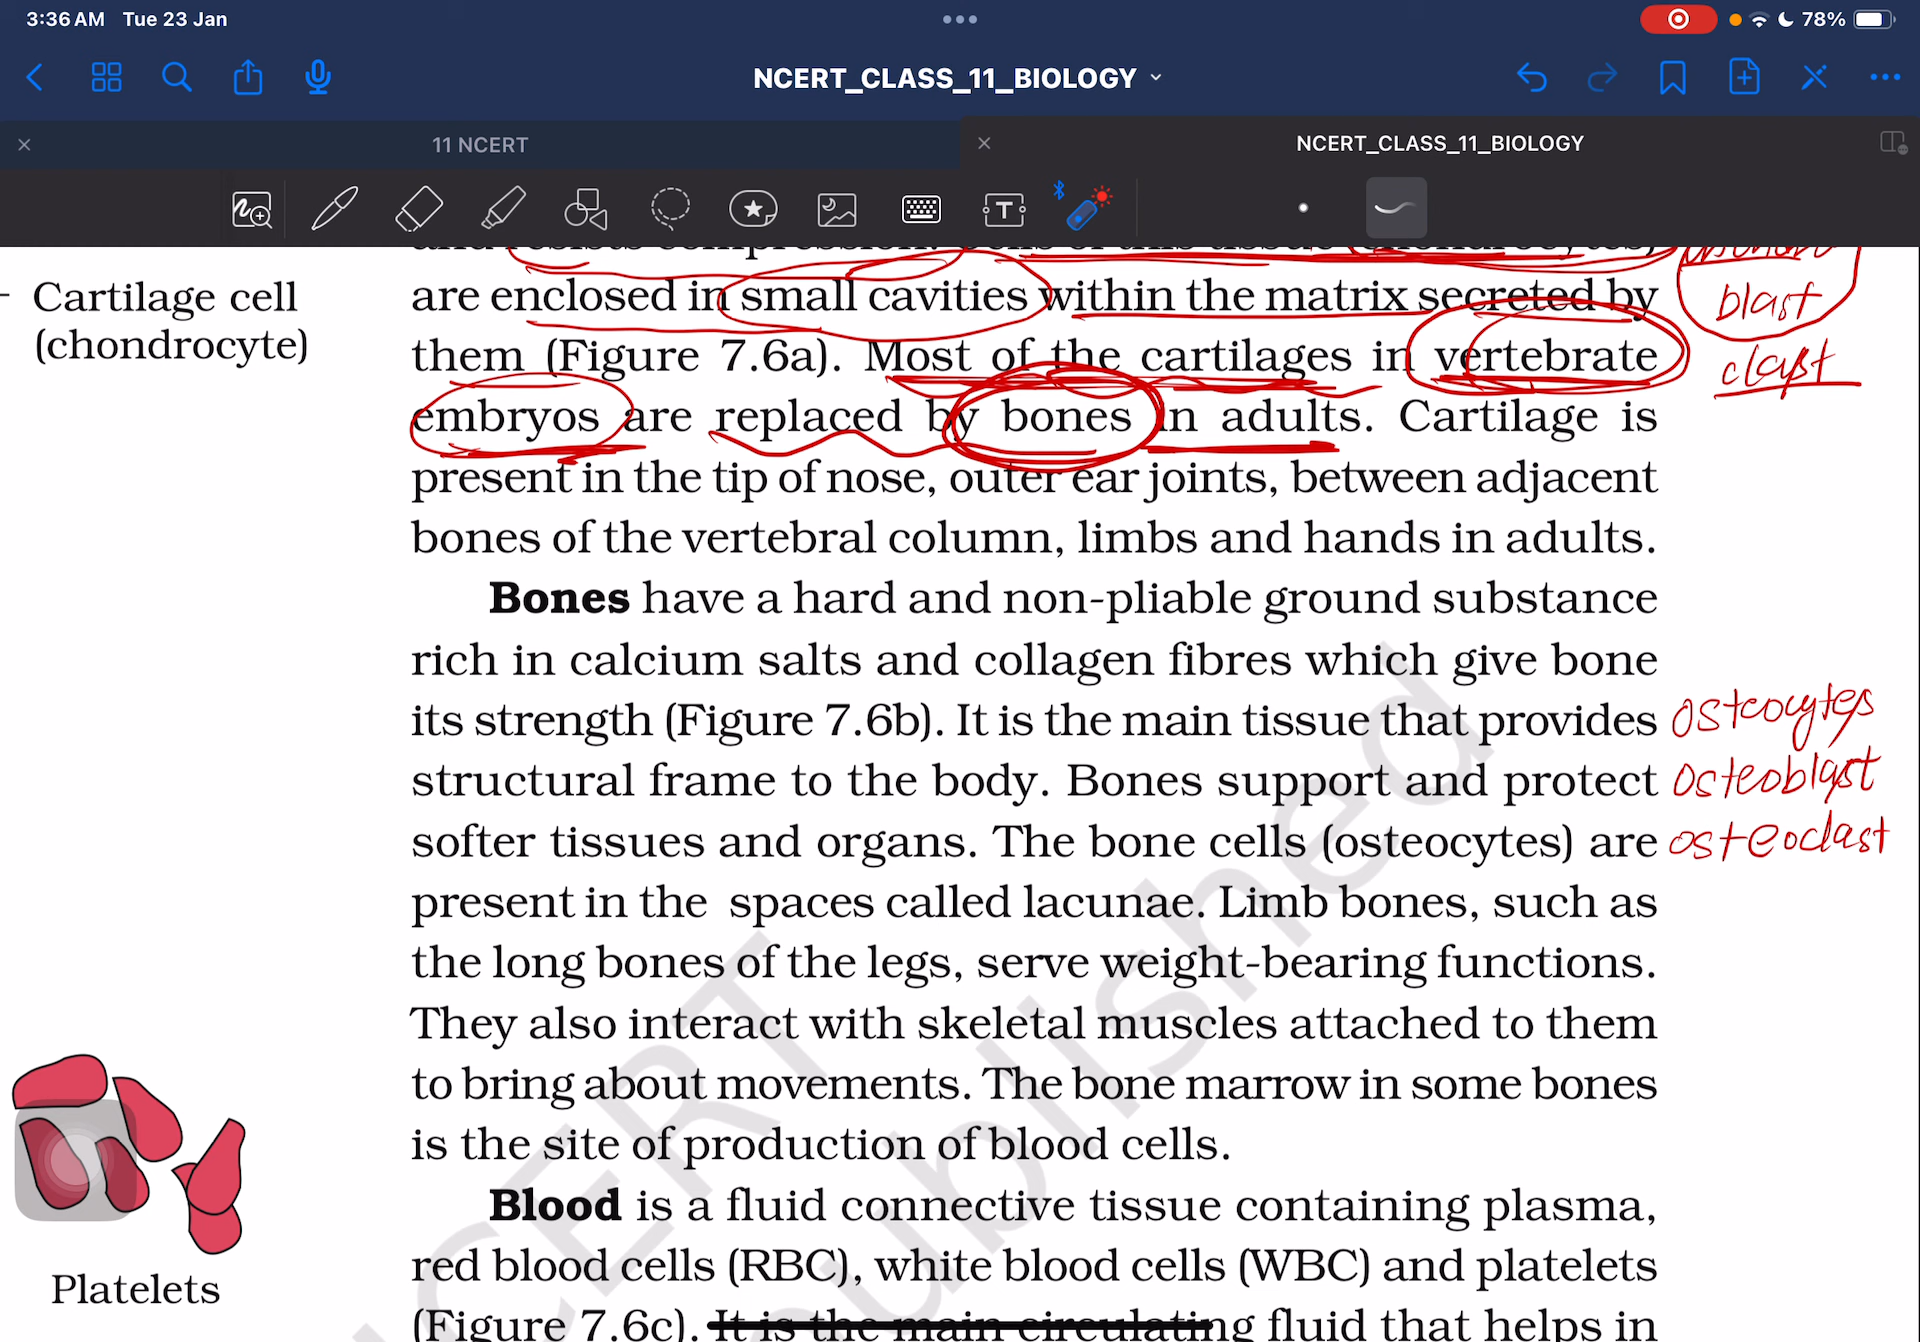 3:36 AM Tue 23 Jan
78%
NCERT_CLASS_11_BIOLOGY
11 NCERT
NCERT_CLASS_11_BIOLOGY
Cartilage cell
(chondrocyte)
are enclosed in small cavities within the matrix secreted by
blast
them (Figure 7.6a). Most of the cartilages in vertebrate
clast
embryos are replaced by bones in adults. Cartilage is
present in the tip of nose, outer ear joints, between adjacent
bones of the vertebral column, limbs and hands in adults.
Bones have a hard and non-pliable ground substance
rich in calcium salts and collagen fibres which give bone
its strength (Figure 7.6b). It is the main tissue that provides
osteocytes
structural frame to the body. Bones support and protect
osteoblast
softer tissues and organs. The bone cells (osteocytes) are
osteoclast
present in the spaces called lacunae. Limb bones, such as
the long bones of the legs, serve weight-bearing functions.
They also interact with skeletal muscles attached to them
to bring about movements. The bone marrow in some bones
is the site of production of blood cells.
Blood is a fluid connective tissue containing plasma,
red blood cells (RBC), white blood cells (WBC) and platelets
(Figure 7.6c). It is the main circulating fluid that helps in
Platelets
NCERT
published